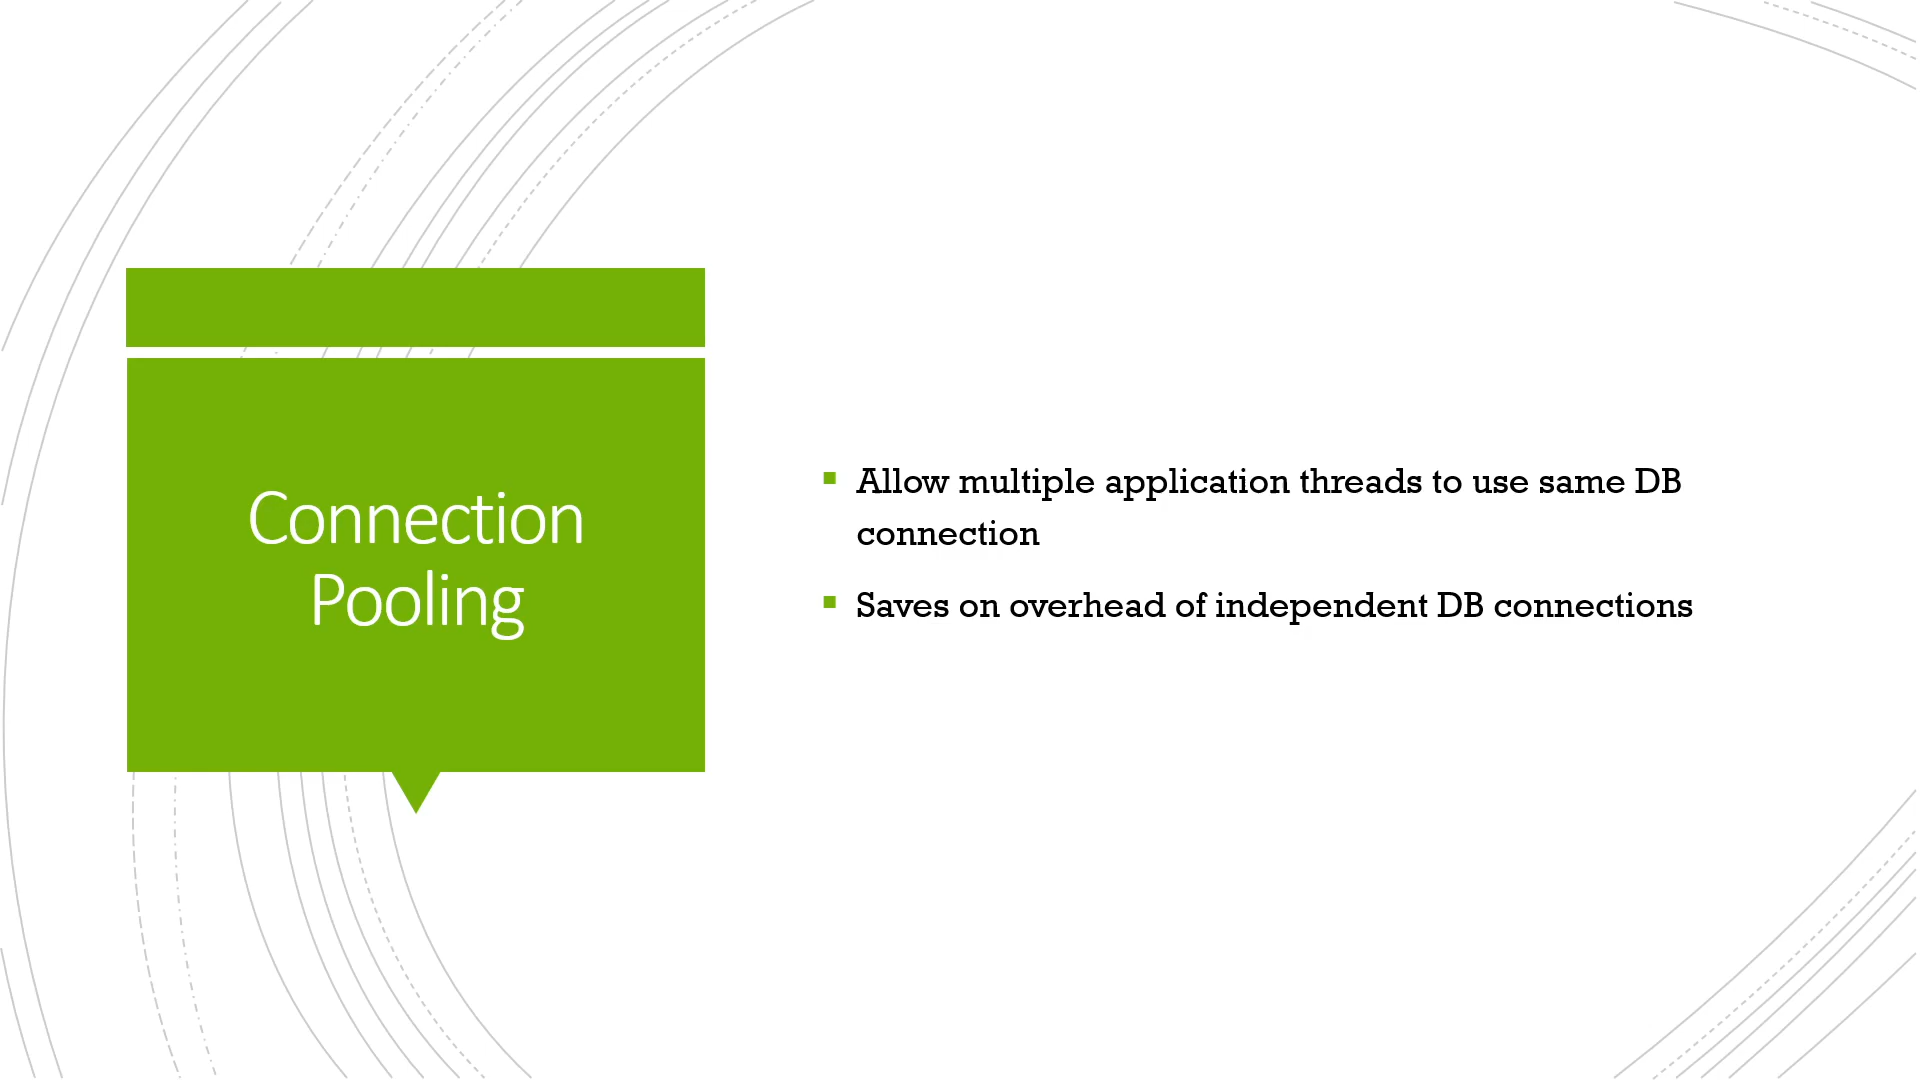 Connection
Pooling
▪ Allow multiple application threads to use same DB
connection
▪ Saves on overhead of independent DB connections